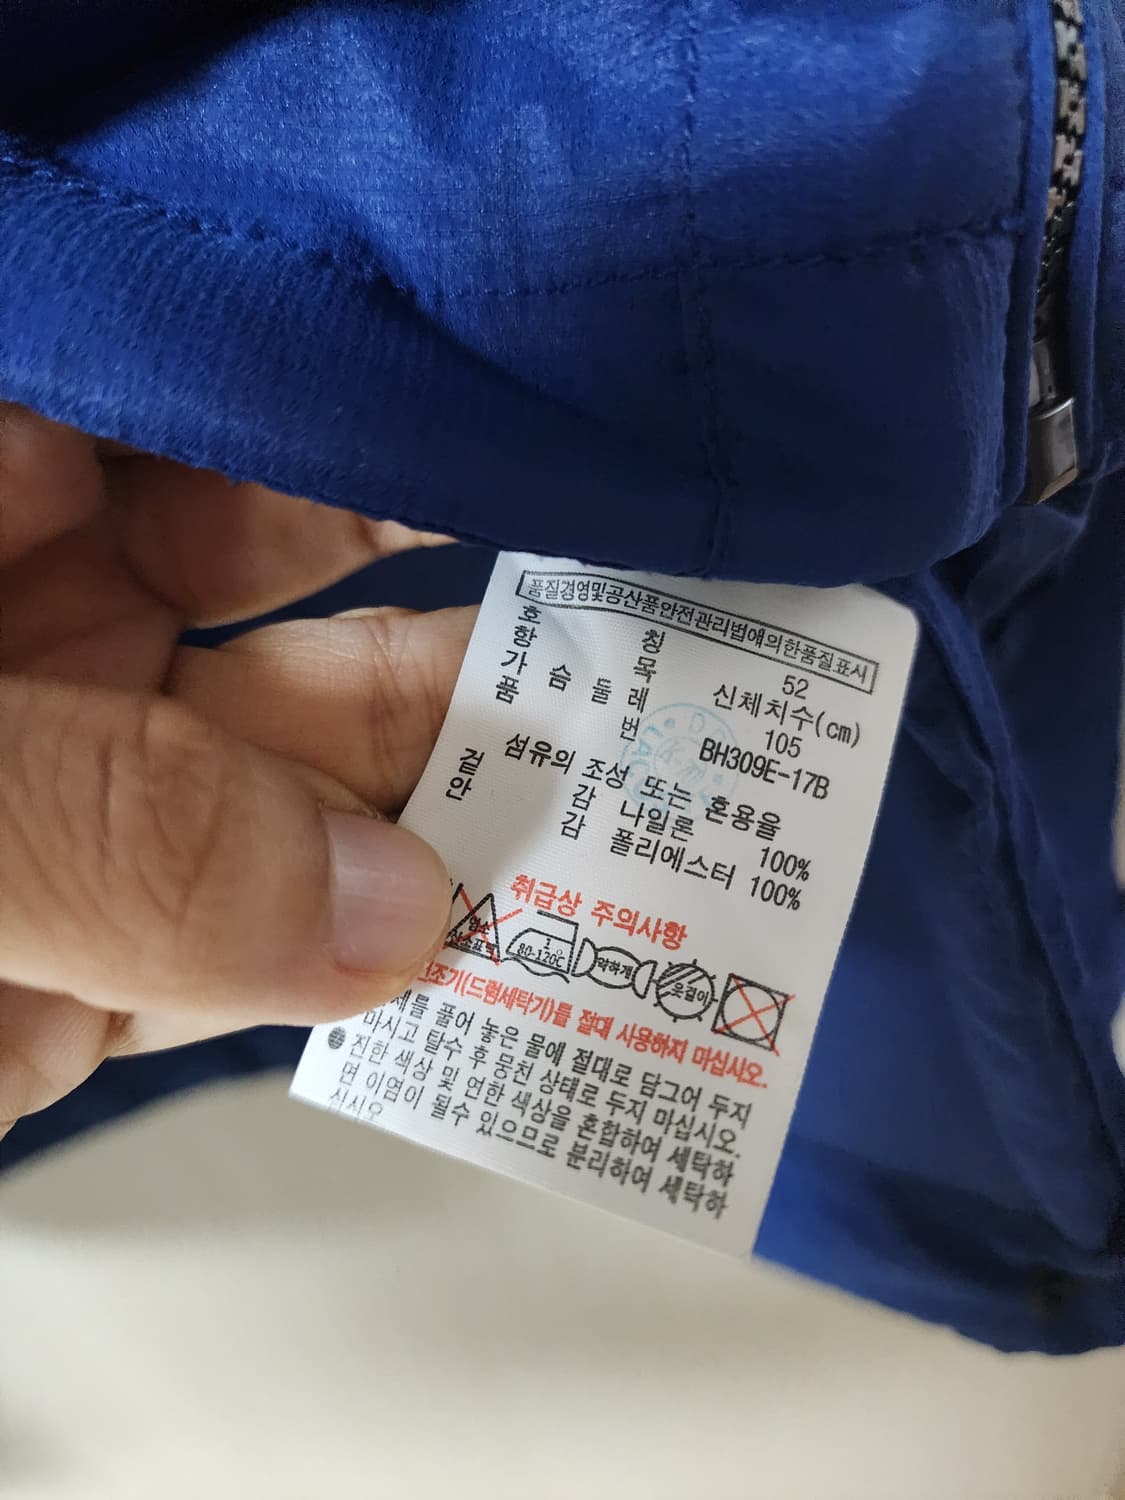 품질경영및공산품안전관리법에의한품질표시
호 칭 52
항 목 신체치수(cm)
가 슴 둘 레 105
품 번 BH309E-17B
섬유의 조성 또는 혼용율
겉 감 나일론 100%
안 감 폴리에스터 100%
취급상 주의사항
염소
산소표백
1
80-120℃
약하게
옷걸이
조기(드럼세탁기)를 절대 사용하지 마십시오.
세를 풀어 놓은 물에 절대로 담그어 두지
마시고 탈수 후 뭉친 상태로 두지 마십시오.
진한 색상 및 연한 색상을 혼합하여 세탁하
면 이염이 될수 있으므로 분리하여 세탁하
십시오